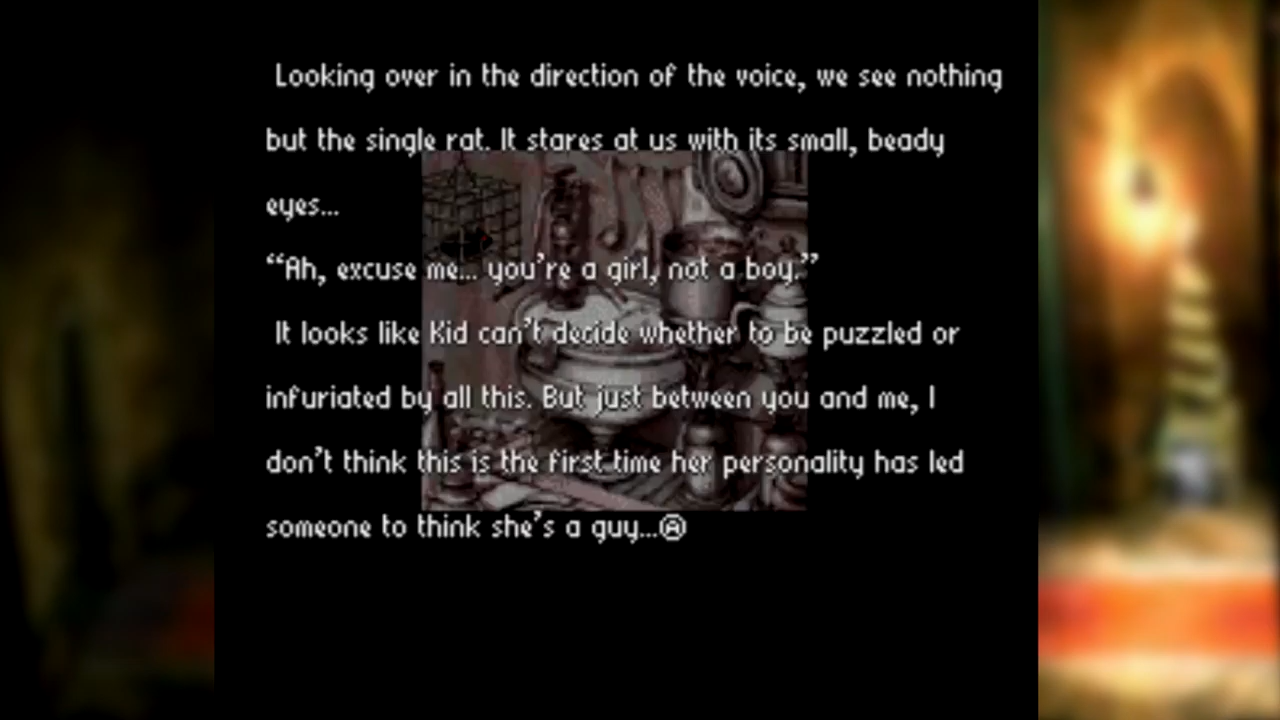 Looking over in the direction of the voice, we see nothing
but the single rat. It stares at us with its small, beady
eyes...
“Ah, excuse me... you’re a girl, not a boy.”
It looks like Kid can’t decide whether to be puzzled or
infuriated by all this. But just between you and me, I
don’t think this is the first time her personality has led
someone to think she’s a guy...Ⓐ